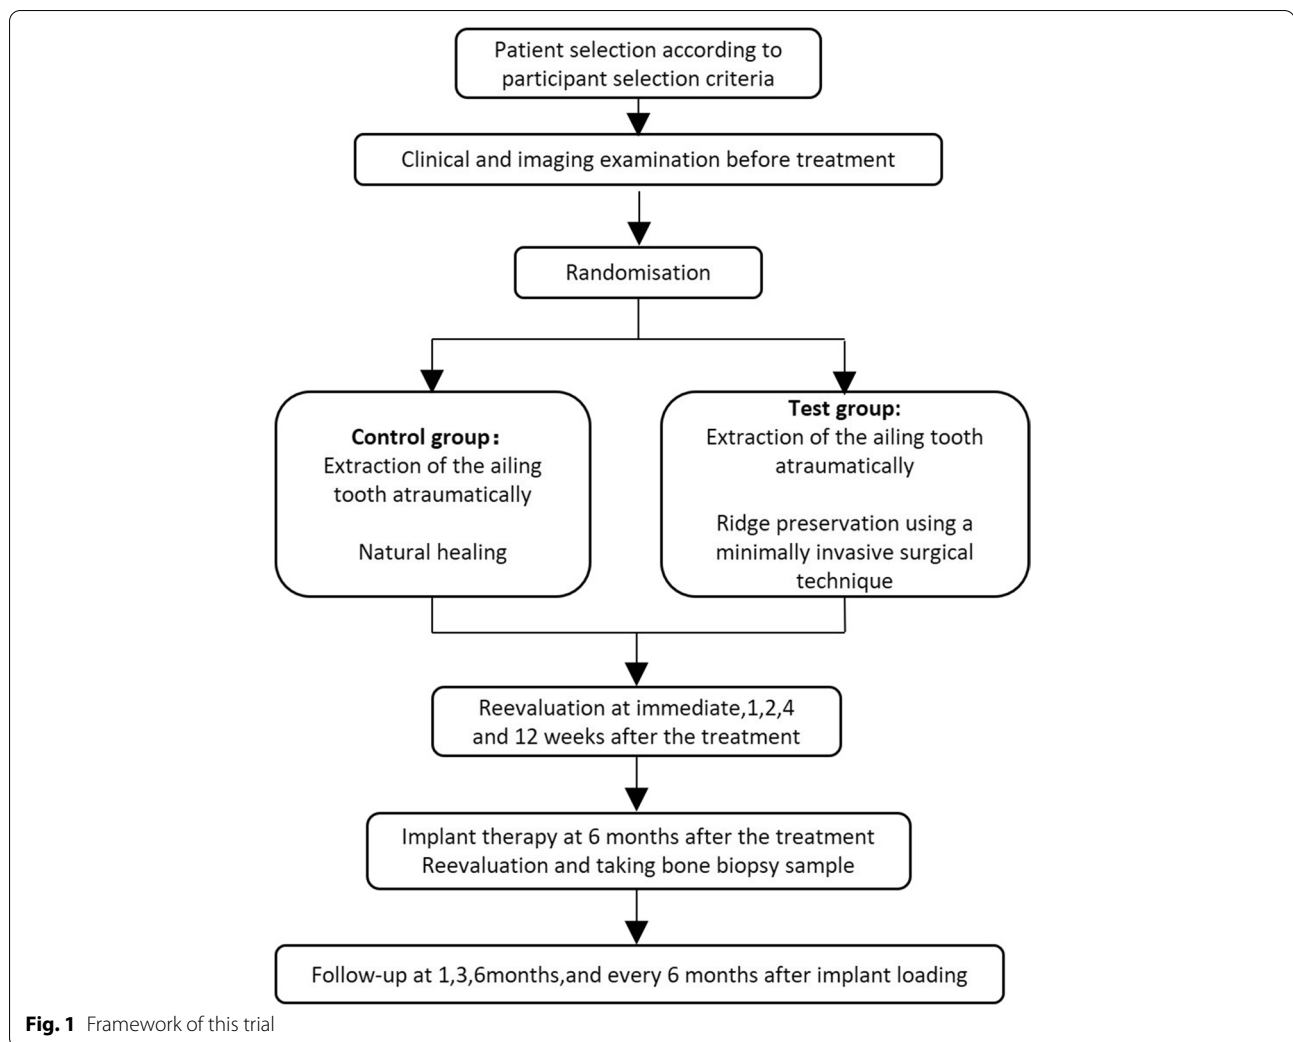 Patient selection according to
participant selection criteria
Clinical and imaging examination before treatment
Randomisation
Control group：
Extraction of the ailing
tooth atraumatically
Natural healing
Test group:
Extraction of the ailing tooth
atraumatically
Ridge preservation using a
minimally invasive surgical
technique
Reevaluation at immediate,1,2,4
and 12 weeks after the treatment
Implant therapy at 6 months after the treatment
Reevaluation and taking bone biopsy sample
Follow-up at 1,3,6months,and every 6 months after implant loading
Fig. 1 Framework of this trial